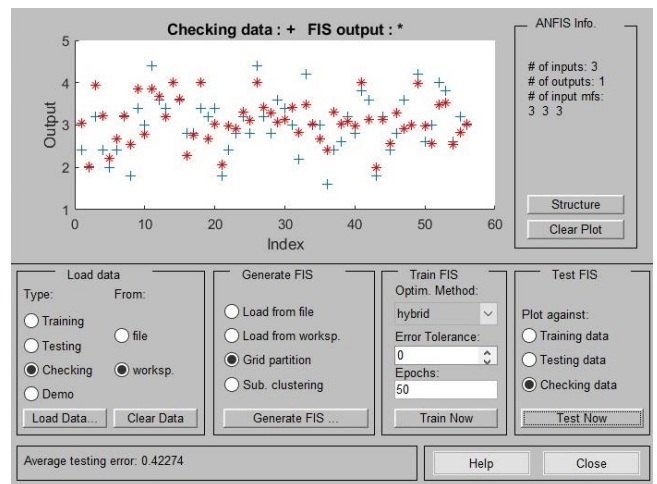 Checking data : + FIS output : *
5
4
3
2
1
Output
0 10 20 30 40 50 60
Index
ANFIS Info.
# of inputs: 3
# of outputs: 1
# of input mfs:
3 3 3
Structure
Clear Plot
Load data
Type: From:
Training
Testing
Checking
Demo
file
worksp.
Load Data...
Clear Data
Generate FIS
Load from file
Load from worksp.
Grid partition
Sub. clustering
Generate FIS ...
Train FIS
Optim. Method:
hybrid
Error Tolerance:
0
Epochs:
50
Train Now
Test FIS
Plot against:
Training data
Testing data
Checking data
Test Now
Average testing error: 0.42274
Help
Close